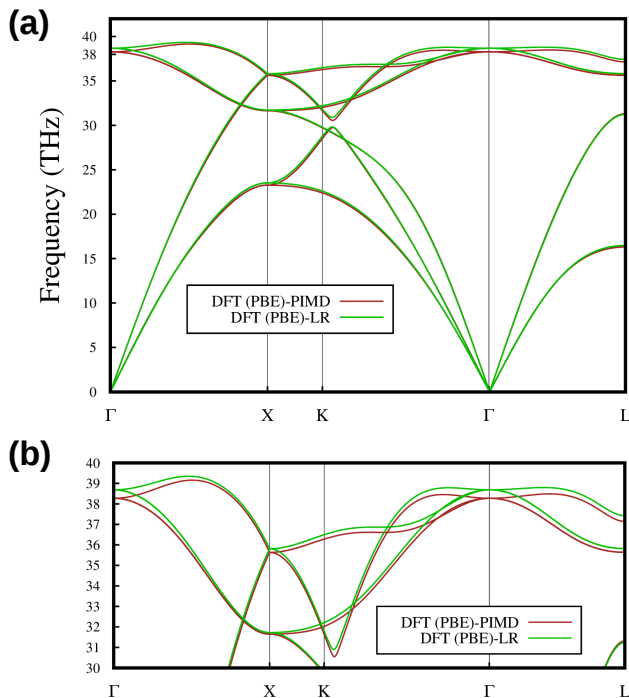 (a)
Frequency (THz)
40
38
35
30
25
20
15
10
5
0
DFT (PBE)-PIMD
DFT (PBE)-LR
Γ X K Γ L
(b)
40
39
38
37
36
35
34
33
32
31
30
DFT (PBE)-PIMD
DFT (PBE)-LR
Γ X K Γ L